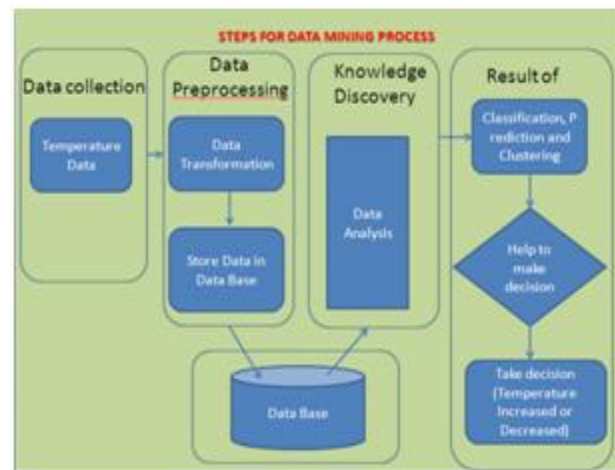 STEPS FOR DATA MINING PROCESS
Data collection
Temperature
Data
Data
Preprocessing
Data
Transformation
Store Data in
Data Base
Knowledge
Discovery
Data
Analysis
Result of
Classification, P
rediction and
Clustering
Help to
make
decision
Take decision
(Temperature
Increased or
Decreased)
Data Base